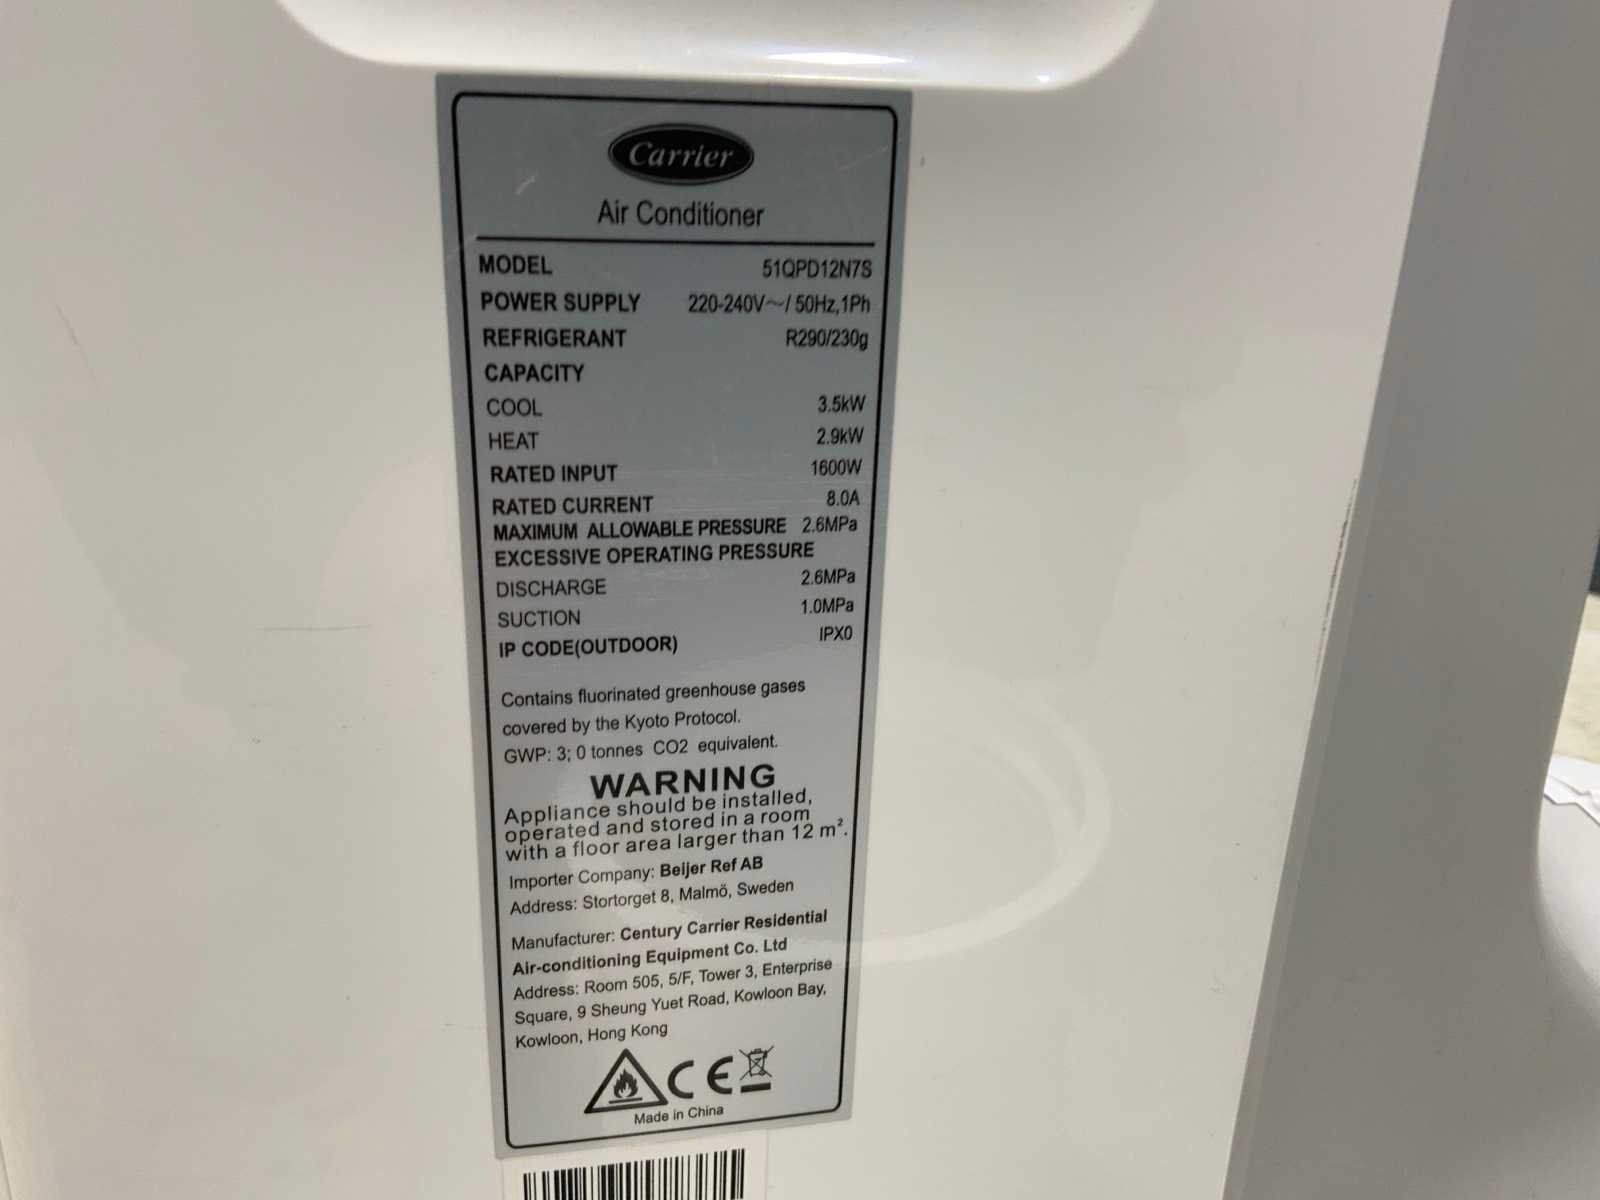 Carrier
Air Conditioner
MODEL 51QPD12N7S
POWER SUPPLY 220-240V～/ 50Hz,1Ph
REFRIGERANT R290/230g
CAPACITY
COOL 3.5kW
HEAT 2.9kW
RATED INPUT 1600W
RATED CURRENT 8.0A
MAXIMUM ALLOWABLE PRESSURE 2.6MPa
EXCESSIVE OPERATING PRESSURE
DISCHARGE 2.6MPa
SUCTION 1.0MPa
IP CODE(OUTDOOR) IPX0
Contains fluorinated greenhouse gases
covered by the Kyoto Protocol.
GWP: 3; 0 tonnes CO2 equivalent.
WARNING
Appliance should be installed,
operated and stored in a room
with a floor area larger than 12 m².
Importer Company: Beijer Ref AB
Address: Stortorget 8, Malmö, Sweden
Manufacturer: Century Carrier Residential
Air-conditioning Equipment Co. Ltd
Address: Room 505, 5/F, Tower 3, Enterprise
Square, 9 Sheung Yuet Road, Kowloon Bay,
Kowloon, Hong Kong
CE
Made in China